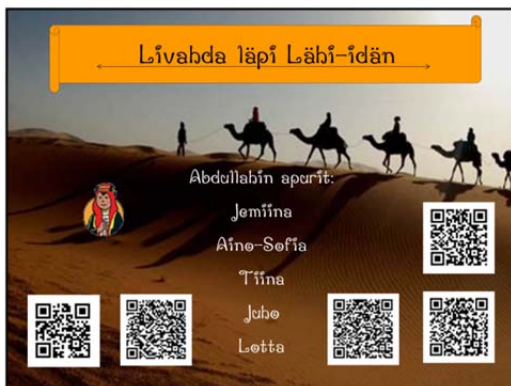 Livahda läpi Lähi-idän
Abdullahin apurit:
Jemiina
Aino-Sofia
Tiina
Juho
Lotta